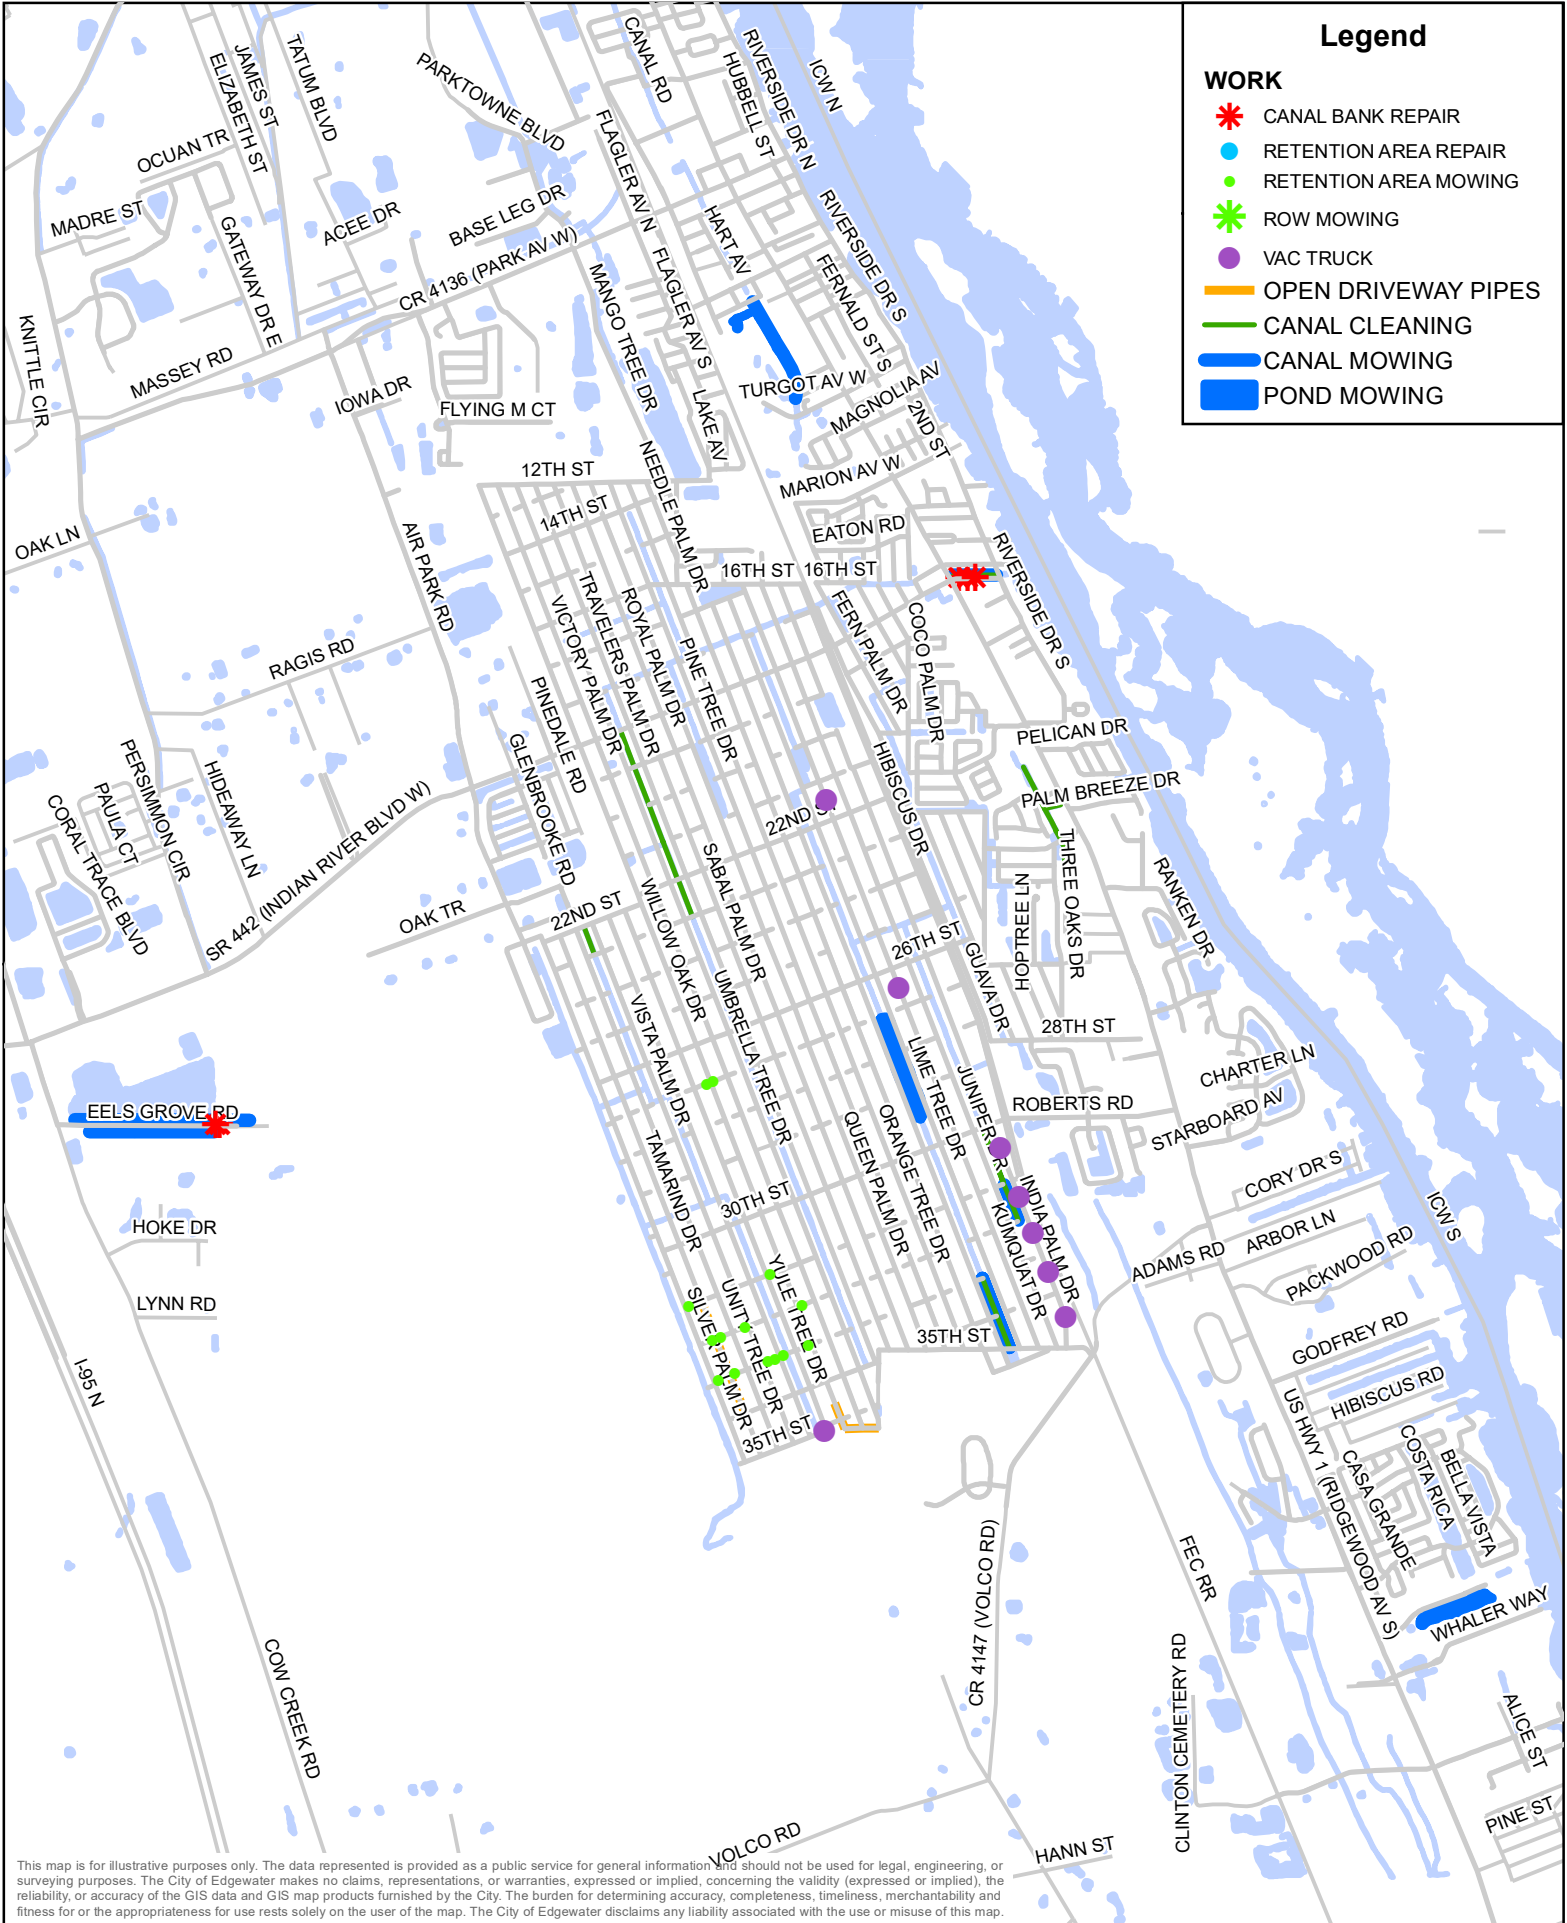 Legend
WORK
CANAL BANK REPAIR
RETENTION AREA REPAIR
RETENTION AREA MOWING
ROW MOWING
VAC TRUCK
OPEN DRIVEWAY PIPES
CANAL CLEANING
CANAL MOWING
POND MOWING
TATUM BLVD
JAMES ST
ELIZABETH ST
OCUAN TR
MADRE ST
GATEWAY DR E
ACEE DR
PARKTOWNE BLVD
BASE LEG DR
CR 4136 (PARK AV W)
CANAL RD
HUBBELL ST
RIVERSIDE DR N
ICW N
FLAGLER AV N
HART AV
RIVERSIDE DR S
FERNALD ST S
FLAGLER AV S
MANGO TREE DR
KNITTLE CIR
MASSEY RD
IOWA DR
FLYING M CT
LAKE AV
TURGOT AV W
MAGNOLIA AV
2ND ST
MARION AV W
12TH ST
14TH ST
NEEDLE PALM DR
EATON RD
16TH ST
16TH ST
OAK LN
AIR PARK RD
RIVERSIDE DR S
FERN PALM DR
COCO PALM DR
TRAVELERS PALM DR
VICTORY PALM DR
ROYAL PALM DR
PINE TREE DR
RAGIS RD
PINEDALE RD
GLENBROOKE RD
PELICAN DR
PALM BREEZE DR
HIBISCUS DR
22ND ST
PERSIMMON CIR
HIDEAWAY LN
PAULA CT
CORAL TRACE BLVD
SR 442 (INDIAN RIVER BLVD W)
OAK TR
22ND ST
WILLOW OAK DR
SABAL PALM DR
THREE OAKS DR
HOPTREE LN
RANKEN DR
26TH ST
GUAVA DR
28TH ST
UMBRELLA TREE DR
VISTA PALM DR
LIME TREE DR
JUNIPER DR
CHARTER LN
ROBERTS RD
STARBOARD AV
EELS GROVE RD
TAMARIND DR
QUEEN PALM DR
ORANGE TREE DR
30TH ST
INDIA PALM DR
KUMQUAT DR
CORY DR S
ICW S
ARBOR LN
ADAMS RD
PACKWOOD RD
HOKE DR
LYNN RD
YULE TREE DR
UNITY TREE DR
SILVER PALM DR
35TH ST
35TH ST
GODFREY RD
HIBISCUS RD
I-95 N
US HWY 1 (RIDGEWOOD AV S)
CASA GRANDE
COSTA RICA
BELLA VISTA
WHALER WAY
FEC RR
CR 4147 (VOLCO RD)
CLINTON CEMETERY RD
COW CREEK RD
ALICE ST
PINE ST
VOLCO RD
HANN ST
This map is for illustrative purposes only. The data represented is provided as a public service for general information and should not be used for legal, engineering, or
surveying purposes. The City of Edgewater makes no claims, representations, or warranties, expressed or implied, concerning the validity (expressed or implied), the
reliability, or accuracy of the GIS data and GIS map products furnished by the City. The burden for determining accuracy, completeness, timeliness, merchantability and
fitness for or the appropriateness for use rests solely on the user of the map. The City of Edgewater disclaims any liability associated with the use or misuse of this map.